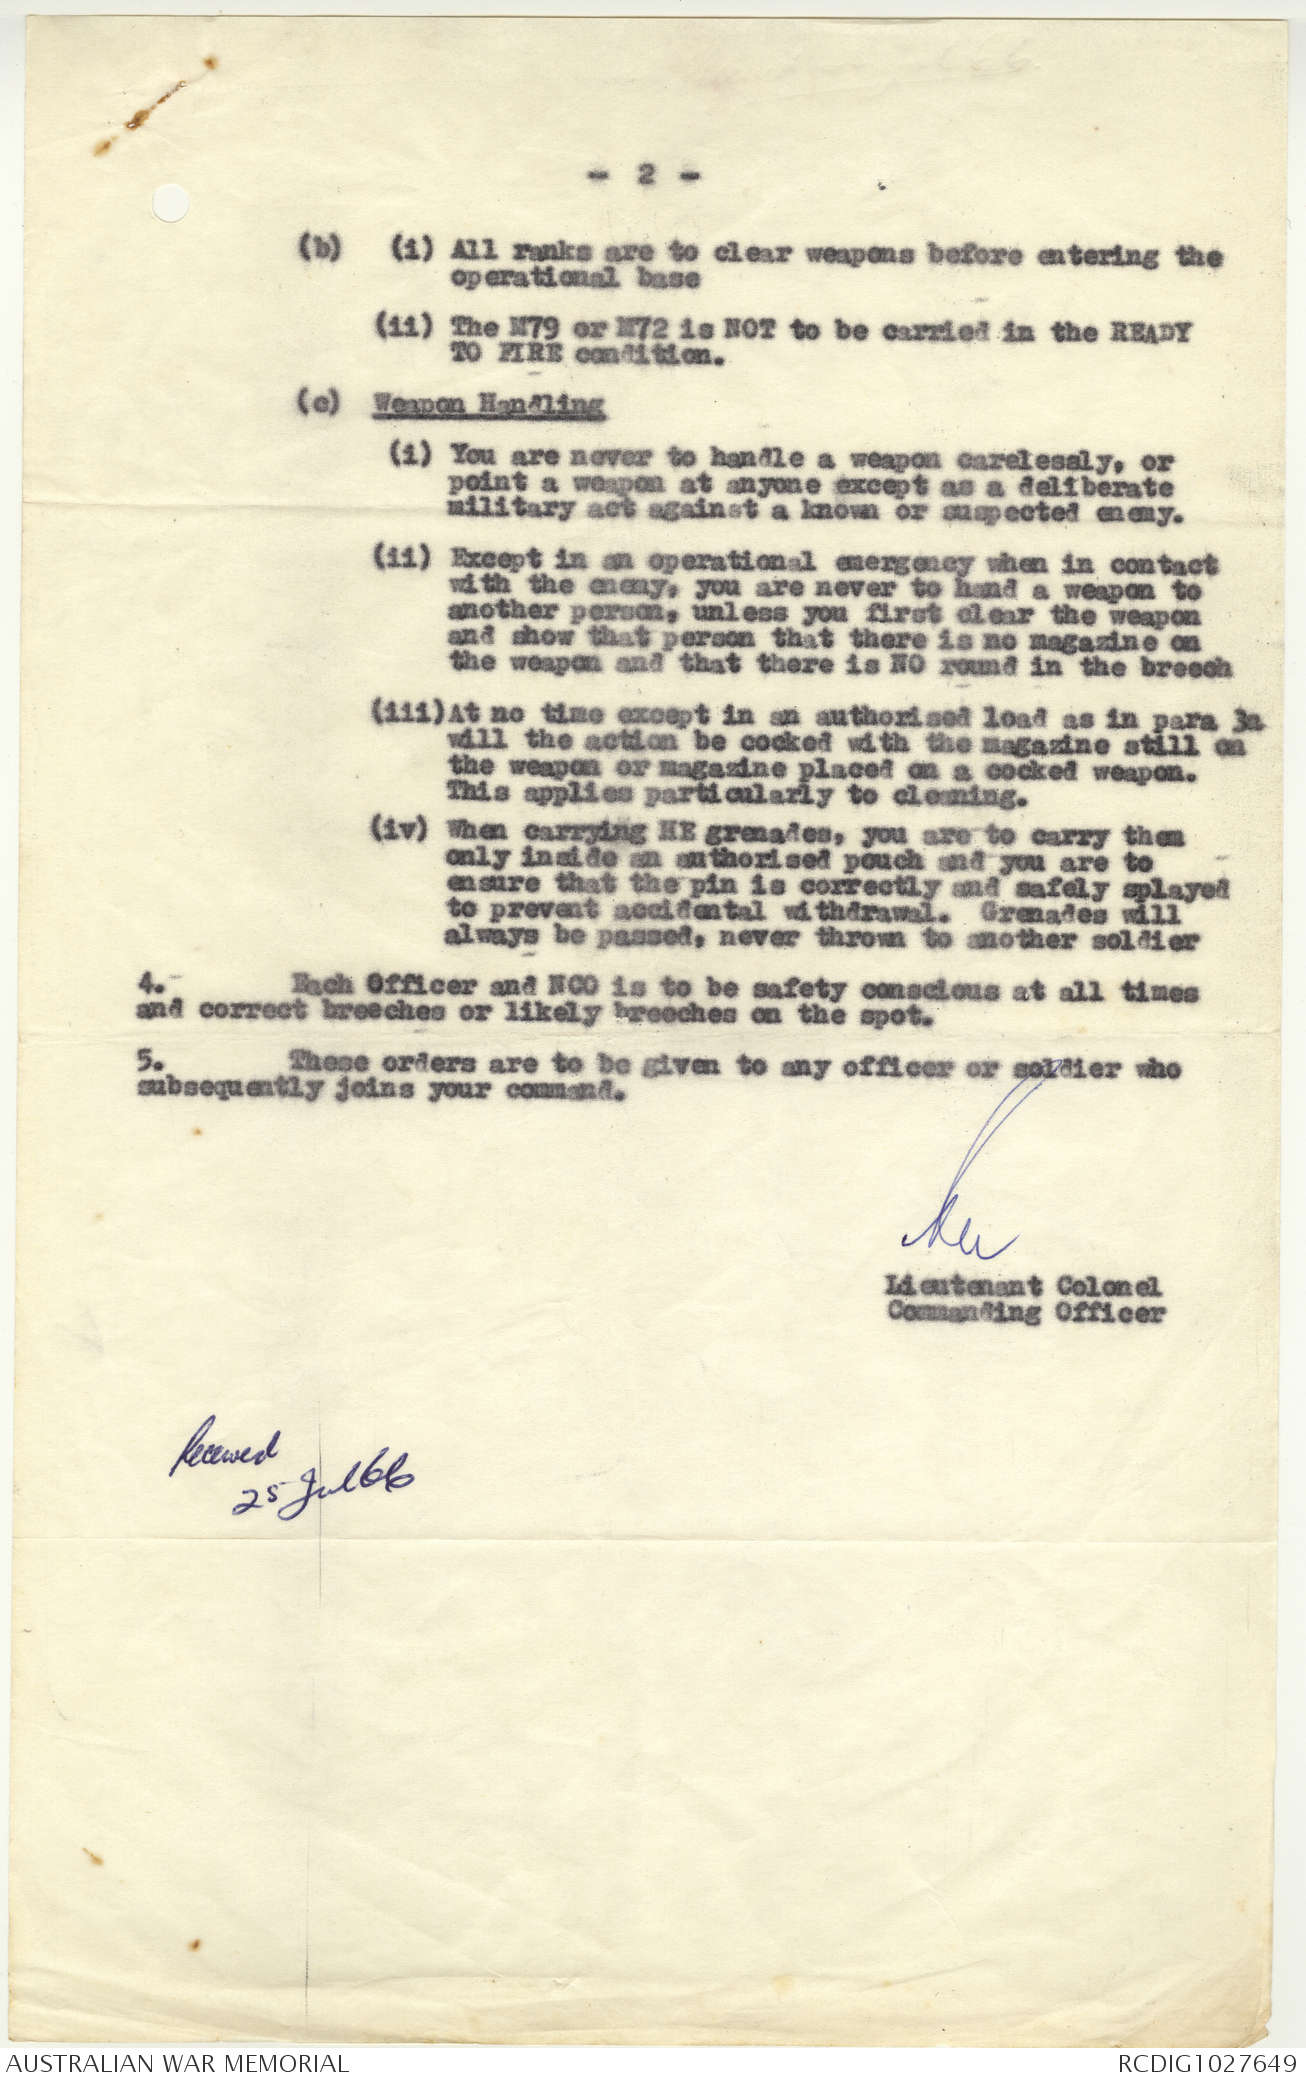 - 2 -
(b) (i) All ranks are to clear weapons before entering the
operational base
(ii) The M79 or M72 is NOT to be carried in the READY
TO FIRE condition.
(c) Weapon Handling
(i) You are never to handle a weapon carelessly, or
point a weapon at anyone except as a deliberate
military act against a known or suspected enemy.
(ii) Except in an operational emergency when in contact
with the enemy, you are never to hand a weapon to
another person, unless you first clear the weapon
and show that person that there is no magazine on
the weapon and that there is NO round in the breech
(iii) At no time except in an authorised load as in para 3a
will the action be cocked with the magazine still on
the weapon or magazine placed on a cocked weapon.
This applies particularly to cleaning.
(iv) When carrying HE grenades, you are to carry them
only inside an authorised pouch and you are to
ensure that the pin is correctly and safely splayed
to prevent accidental withdrawal. Grenades will
always be passed, never thrown to another soldier
4. Each Officer and NCO is to be safety conscious at all times
and correct breeches or likely breeches on the spot.
5. These orders are to be given to any officer or soldier who
subsequently joins your command.
Lieutenant Colonel
Commanding Officer
Received
25 Jul 66
AUSTRALIAN WAR MEMORIAL
RCDIG1027649